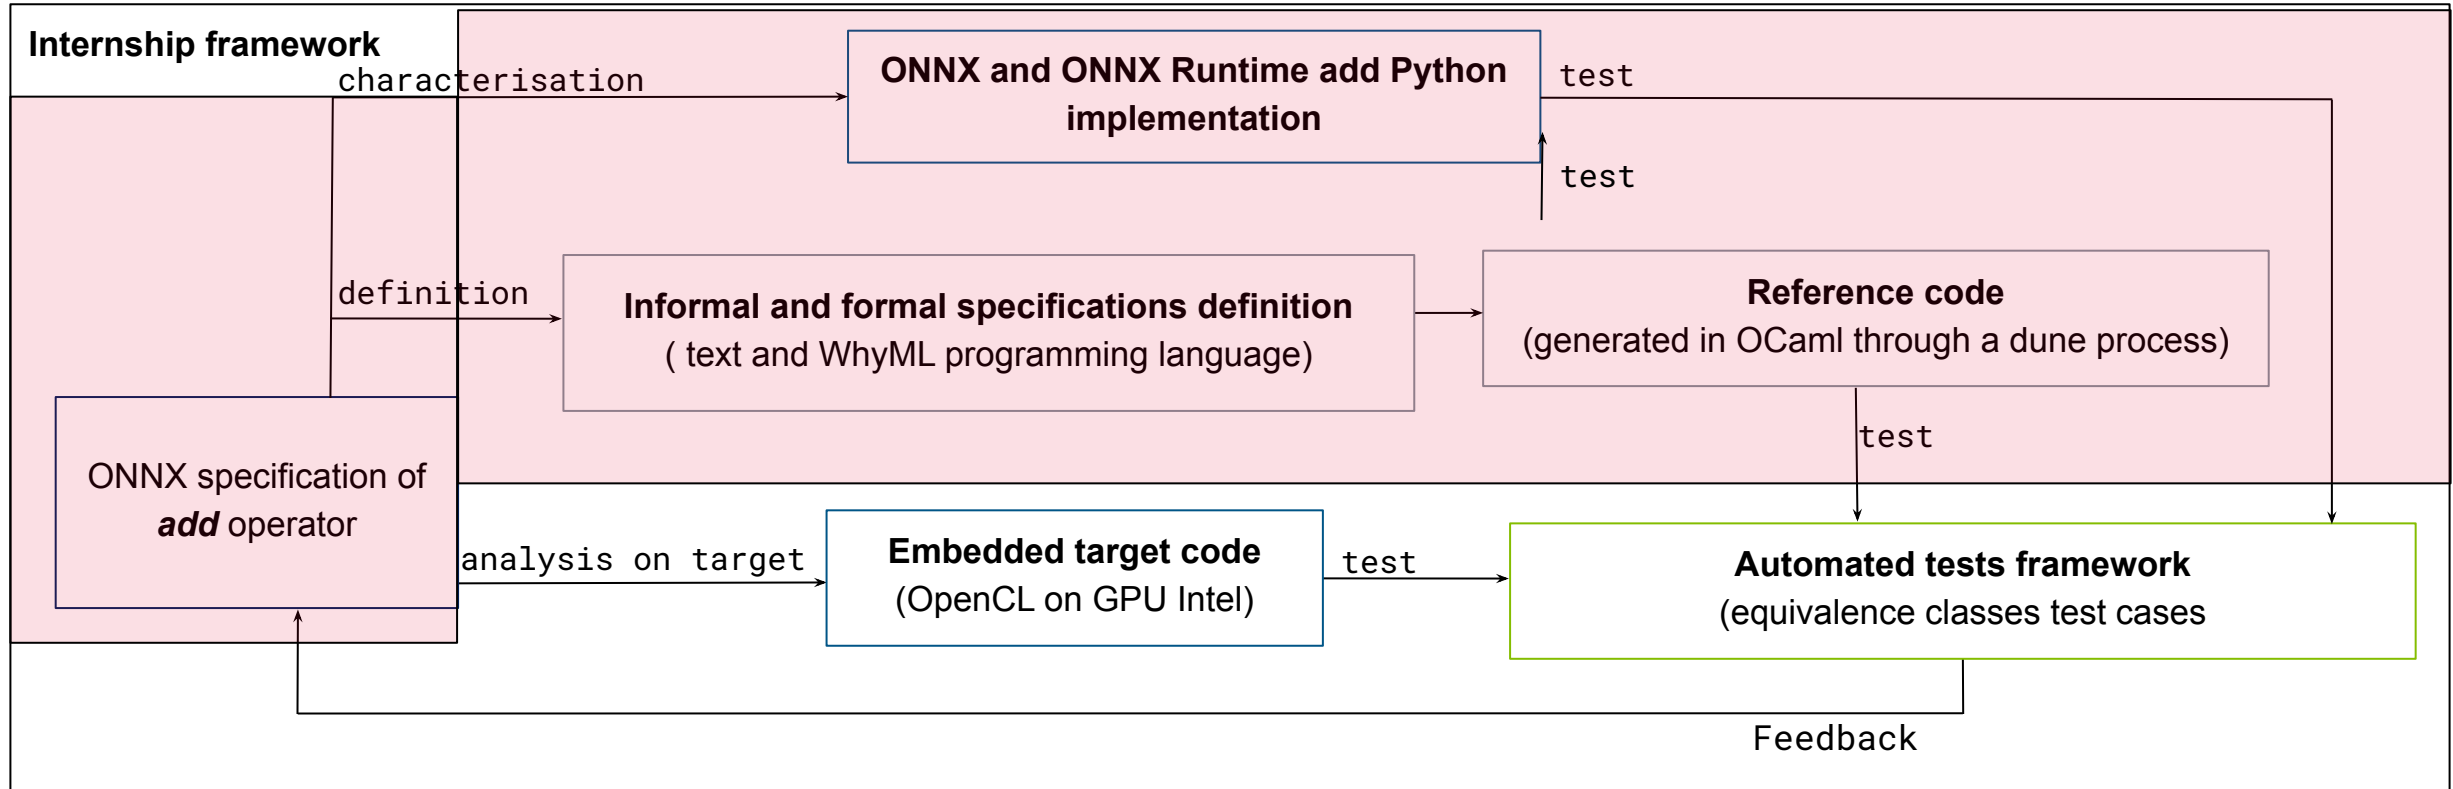 Internship framework
characterisation
ONNX and ONNX Runtime add Python
implementation
test
test
definition
Informal and formal specifications definition
( text and WhyML programming language)
Reference code
(generated in OCaml through a dune process)
test
ONNX specification of
add operator
analysis on target
Embedded target code
(OpenCL on GPU Intel)
test
Automated tests framework
(equivalence classes test cases
Feedback